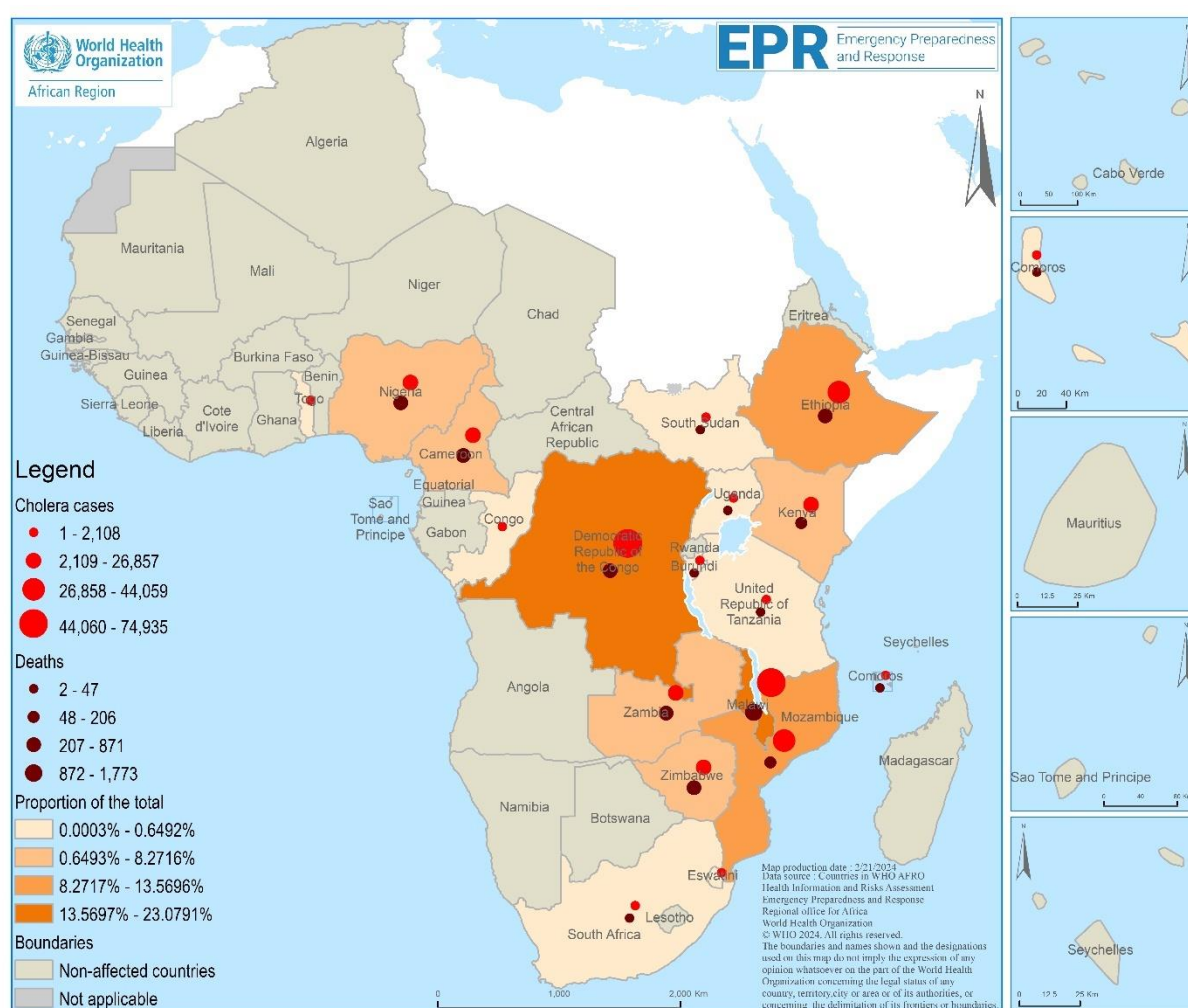 World Health
Organization
African Region
EPR
Emergency Preparedness
and Response
N
Algeria
Mauritania
Mali
Niger
Chad
Eritrea
Senegal
Gambia
Guinea-Bissau
Guinea
Sierra Leone
Liberia
Cote
d'Ivoire
Burkina Faso
Ghana
Togo
Benin
Nigeria
Cameroon
Central
African
Republic
South Sudan
Ethiopia
Equatorial
Guinea
Sao
Tome and
Principe
Gabon
Congo
Democratic
Republic of
the Congo
Uganda
Kenya
Rwanda
Burundi
United
Republic of
Tanzania
Seychelles
Comoros
Angola
Zambia
Malawi
Mozambique
Zimbabwe
Madagascar
Namibia
Botswana
Eswatini
Lesotho
South Africa
Legend
Cholera cases
1 - 2,108
2,109 - 26,857
26,858 - 44,059
44,060 - 74,935
Deaths
2 - 47
48 - 206
207 - 871
872 - 1,773
Proportion of the total
0.0003% - 0.6492%
0.6493% - 8.2716%
8.2717% - 13.5696%
13.5697% - 23.0791%
Boundaries
Non-affected countries
Not applicable
0 1,000 2,000 Km
Map production date : 2/21/2024
Data source : Countries in WHO AFRO
Health Information and Risks Assessment
Emergency Preparedness and Response
Regional office for Africa
World Health Organization
© WHO 2024. All rights reserved.
The boundaries and names shown and the designations
used on this map do not imply the expression of any
opinion whatsoever on the part of the World Health
Organization concerning the legal status of any
country, territory,city or area or of its authorities, or
concerning the delimitation of its frontiers or boundaries
Cabo Verde
0 50 100 Km
Comoros
0 20 40 Km
Mauritius
0 12.5 25 Km
Sao Tome and Principe
0 40 80
N
Seychelles
0 12.5 25 Km